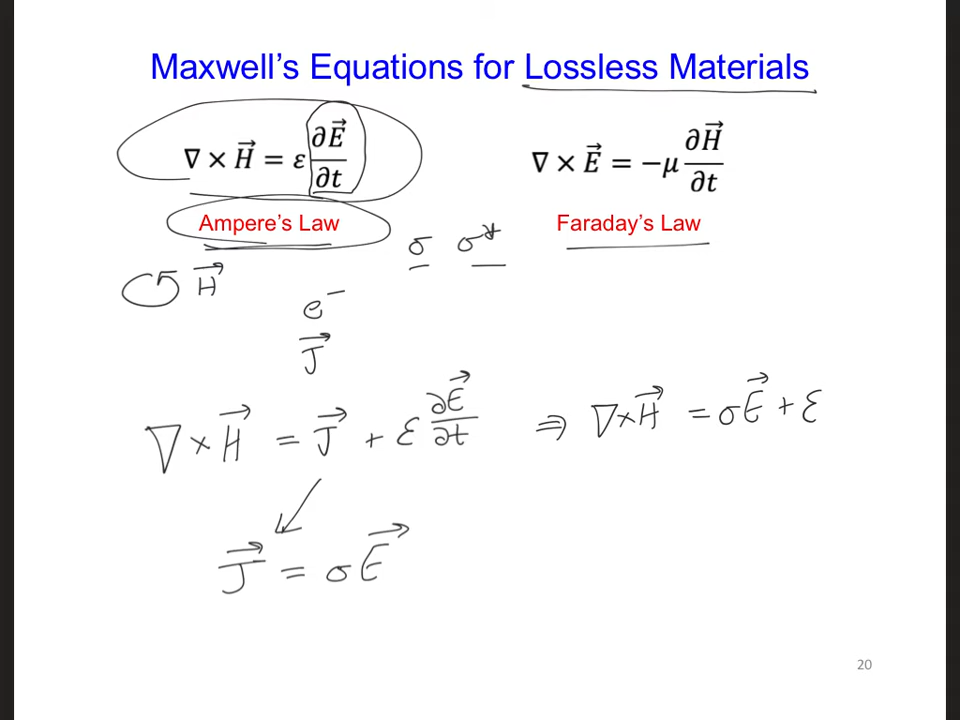 Maxwell's Equations for Lossless Materials
∇ × H⃗ = ε ∂E⃗/∂t
∇ × E⃗ = −μ ∂H⃗/∂t
Ampere's Law
Faraday's Law
σ σ*
H⃗
e⁻
J⃗
∇ × H⃗ = J⃗ + ε ∂E⃗/∂t ⇒ ∇×H⃗ = σE⃗ + ε
J⃗ = σE⃗
20